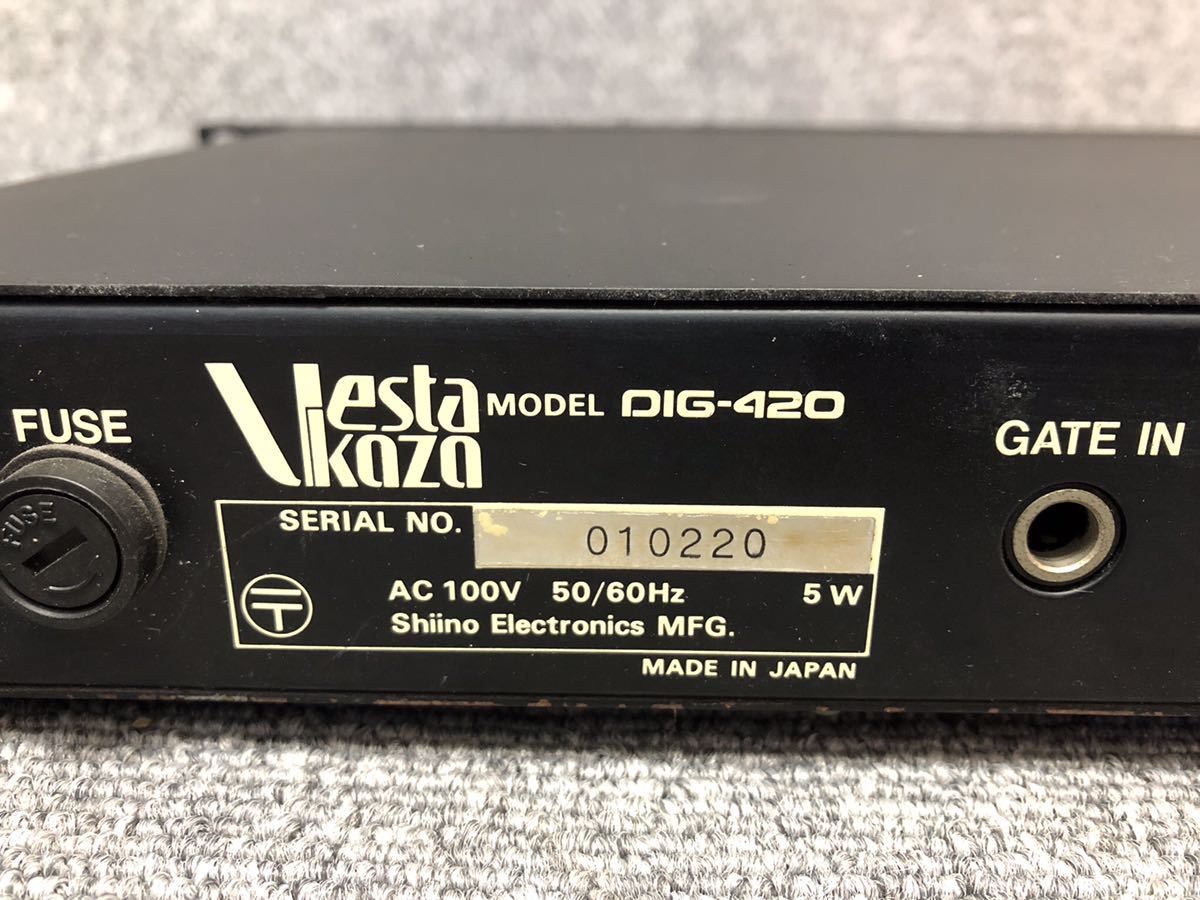 FUSE
FUSE
Vesta
Kaza
MODEL DIG-420
SERIAL NO. 010220
AC 100V 50/60Hz 5W
Shiino Electronics MFG.
MADE IN JAPAN
GATE IN